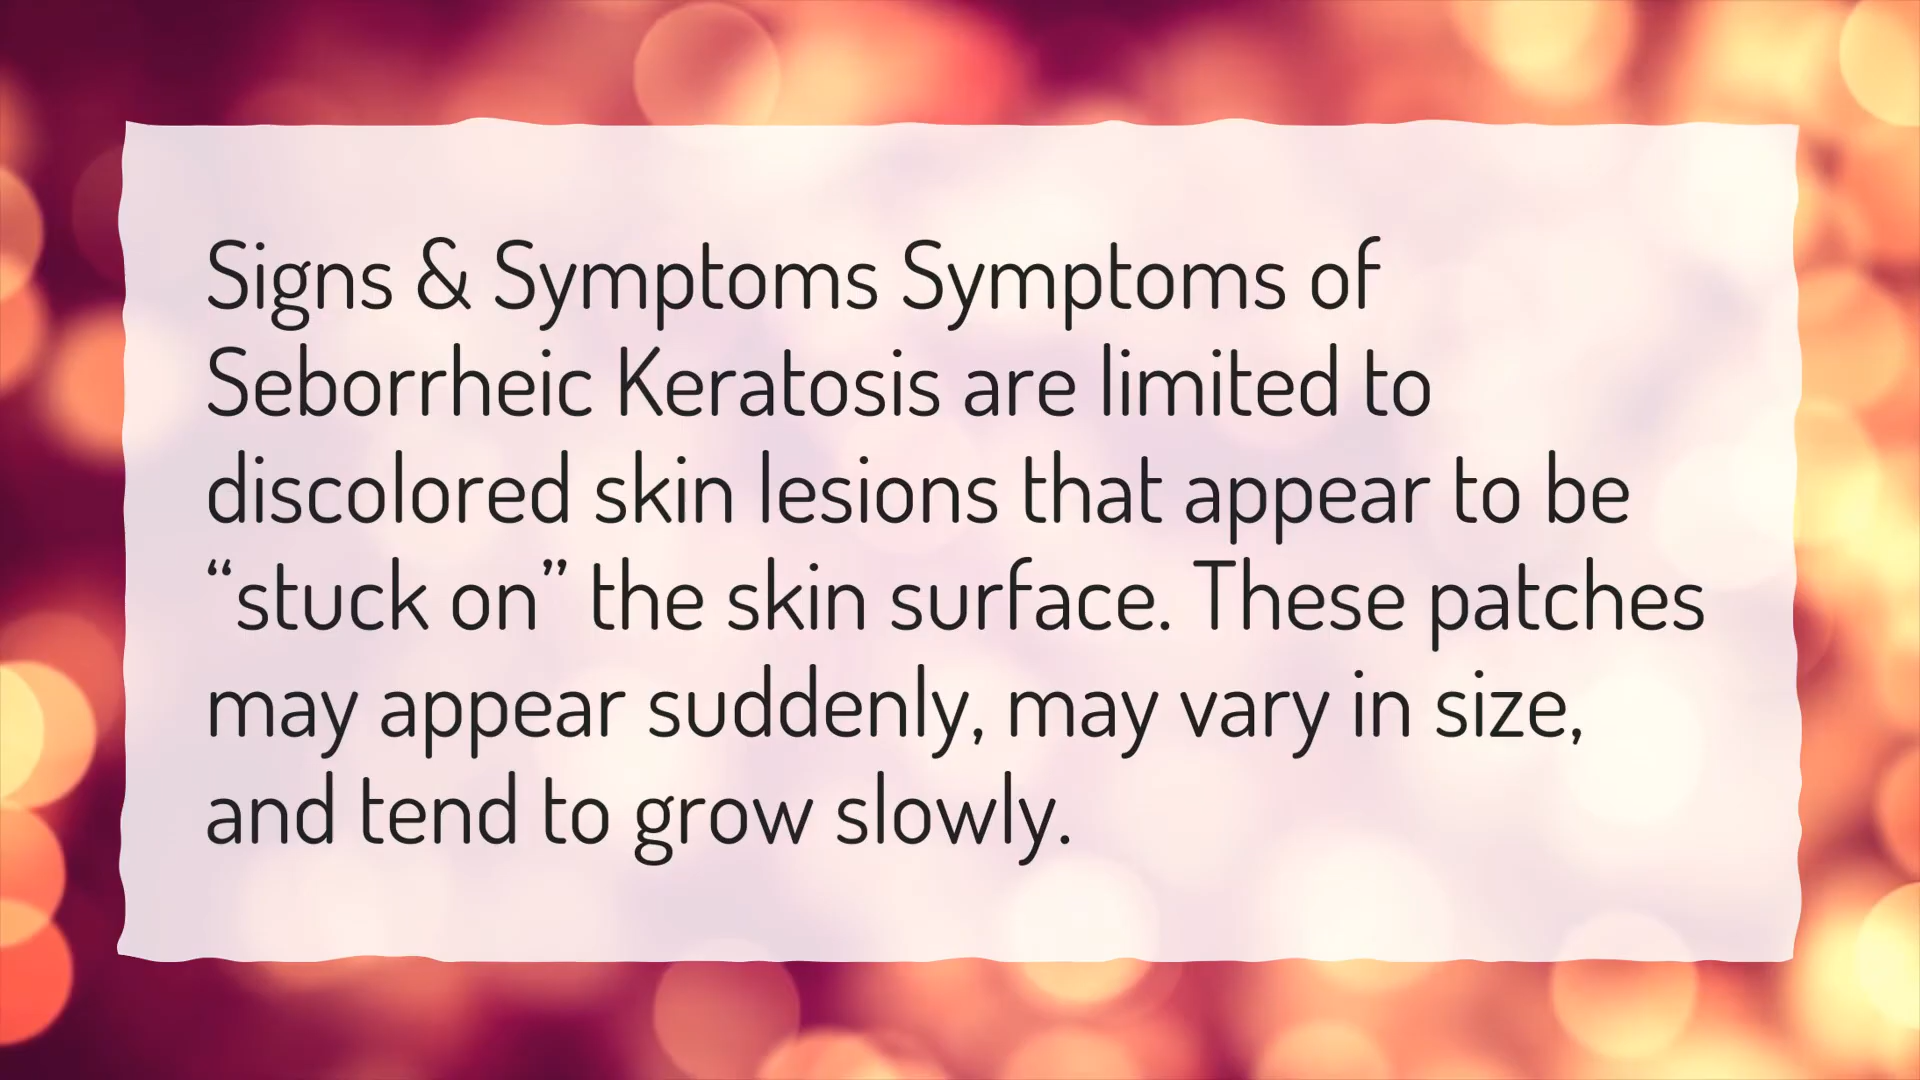 Signs & Symptoms Symptoms of
Seborrheic Keratosis are limited to
discolored skin lesions that appear to be
“stuck on” the skin surface. These patches
may appear suddenly, may vary in size,
and tend to grow slowly.